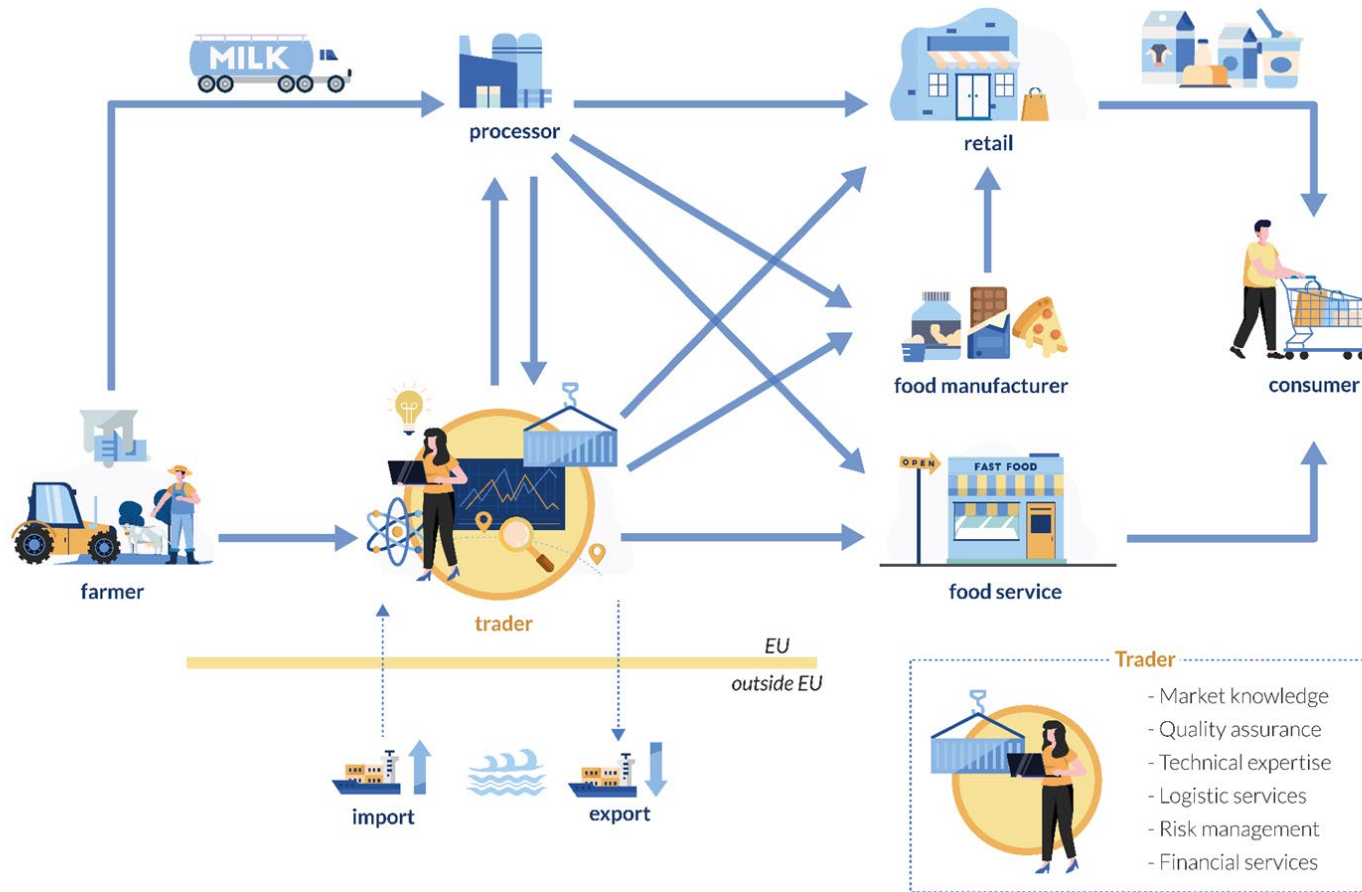 MILK
processor
retail
food manufacturer
consumer
OPEN
FAST FOOD
farmer
trader
food service
EU
outside EU
import
export
Trader
- Market knowledge
- Quality assurance
- Technical expertise
- Logistic services
- Risk management
- Financial services